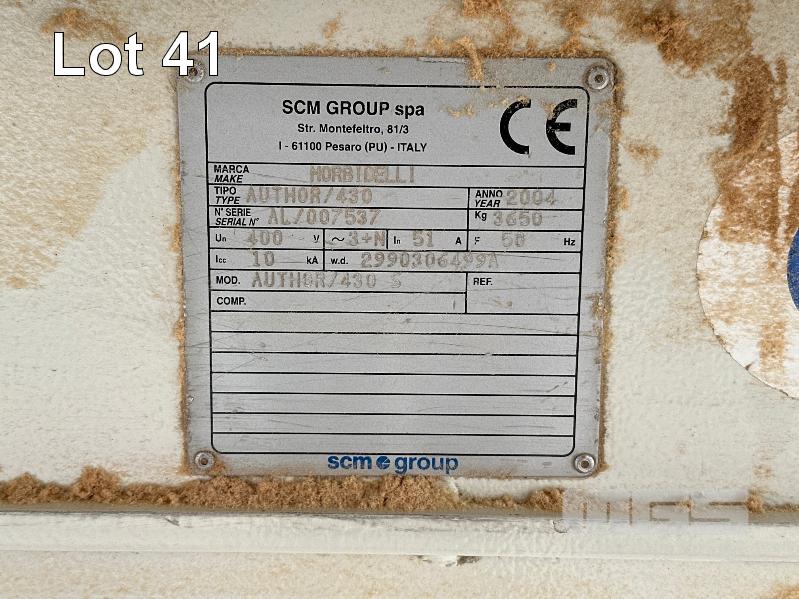 Lot 41
SCM GROUP spa
Str. Montefeltro, 81/3
I - 61100 Pesaro (PU) - ITALY
CE
MARCA
MAKE MORBIDELLI
TIPO
TYPE AUTHOR/430 ANNO
YEAR 2004
N° SERIE
SERIAL N° AL/007537 Kg 3650
Un 400 V ~ 3+N In 51 A F 50 Hz
Icc 10 kA w.d. 2990306499A
MOD. AUTHOR/430 S REF.
COMP.
scm group
WGS